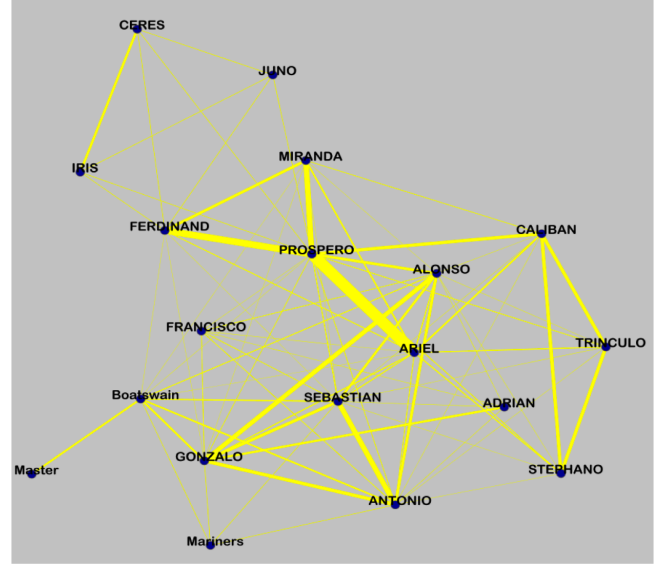 CERES
JUNO
MIRANDA
IRIS
FERDINAND
CALIBAN
PROSPERO
ALONSO
FRANCISCO
TRINCULO
ARIEL
Boatswain
SEBASTIAN
ADRIAN
GONZALO
Master
STEPHANO
ANTONIO
Mariners